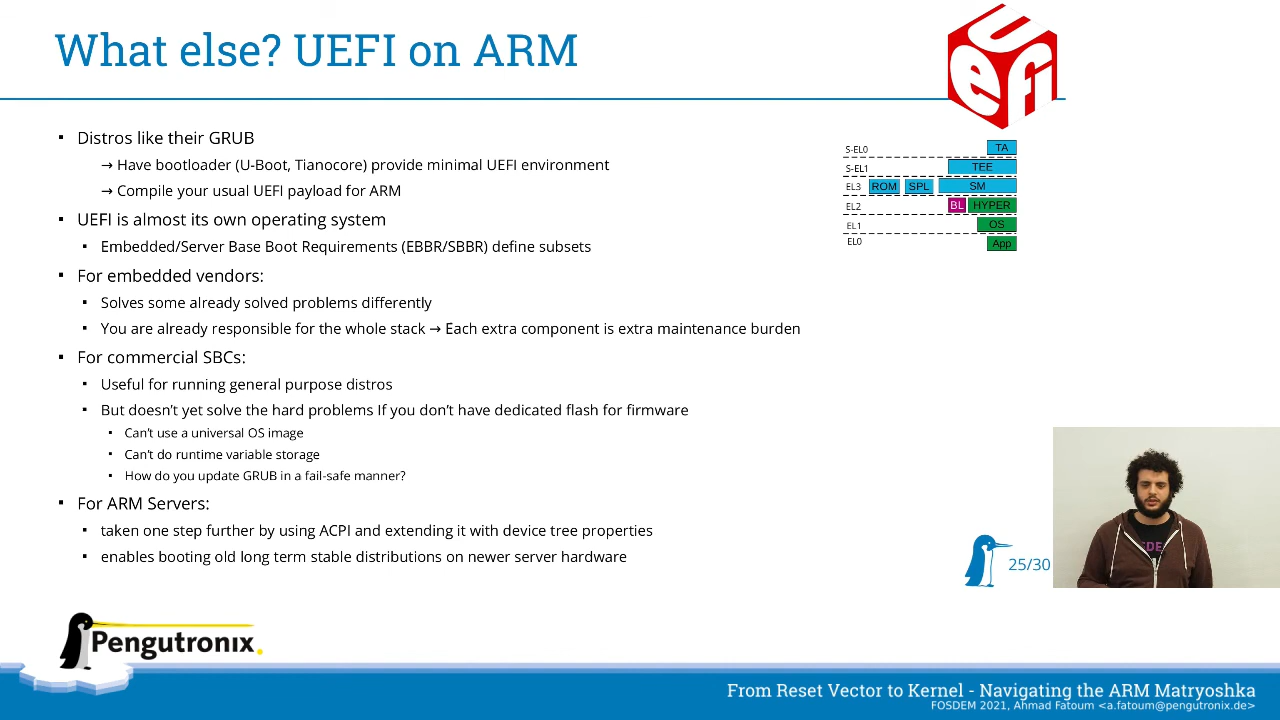 What else? UEFI on ARM
uefi
▪ Distros like their GRUB
→ Have bootloader (U-Boot, Tianocore) provide minimal UEFI environment
→ Compile your usual UEFI payload for ARM
▪ UEFI is almost its own operating system
▪ Embedded/Server Base Boot Requirements (EBBR/SBBR) define subsets
▪ For embedded vendors:
▪ Solves some already solved problems differently
▪ You are already responsible for the whole stack → Each extra component is extra maintenance burden
▪ For commercial SBCs:
▪ Useful for running general purpose distros
▪ But doesn't yet solve the hard problems If you don't have dedicated flash for firmware
▪ Can't use a universal OS image
▪ Can't do runtime variable storage
▪ How do you update GRUB in a fail-safe manner?
▪ For ARM Servers:
▪ taken one step further by using ACPI and extending it with device tree properties
▪ enables booting old long term stable distributions on newer server hardware
S-EL0 TA
S-EL1 TEE
EL3 ROM SPL SM
EL2 BL HYPER
EL1 OS
EL0 App
25/30
Pengutronix.
From Reset Vector to Kernel - Navigating the ARM Matryoshka
FOSDEM 2021, Ahmad Fatoum <a.fatoum@pengutronix.de>